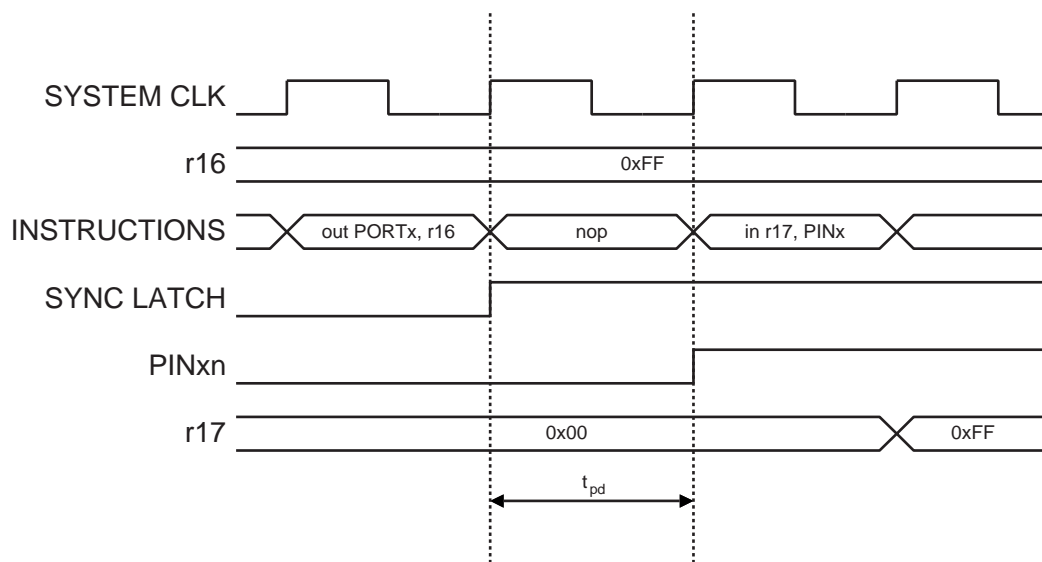 SYSTEM CLK
r16
0xFF
INSTRUCTIONS
out PORTx, r16
nop
in r17, PINx
SYNC LATCH
PINxn
r17
0x00
0xFF
tpd